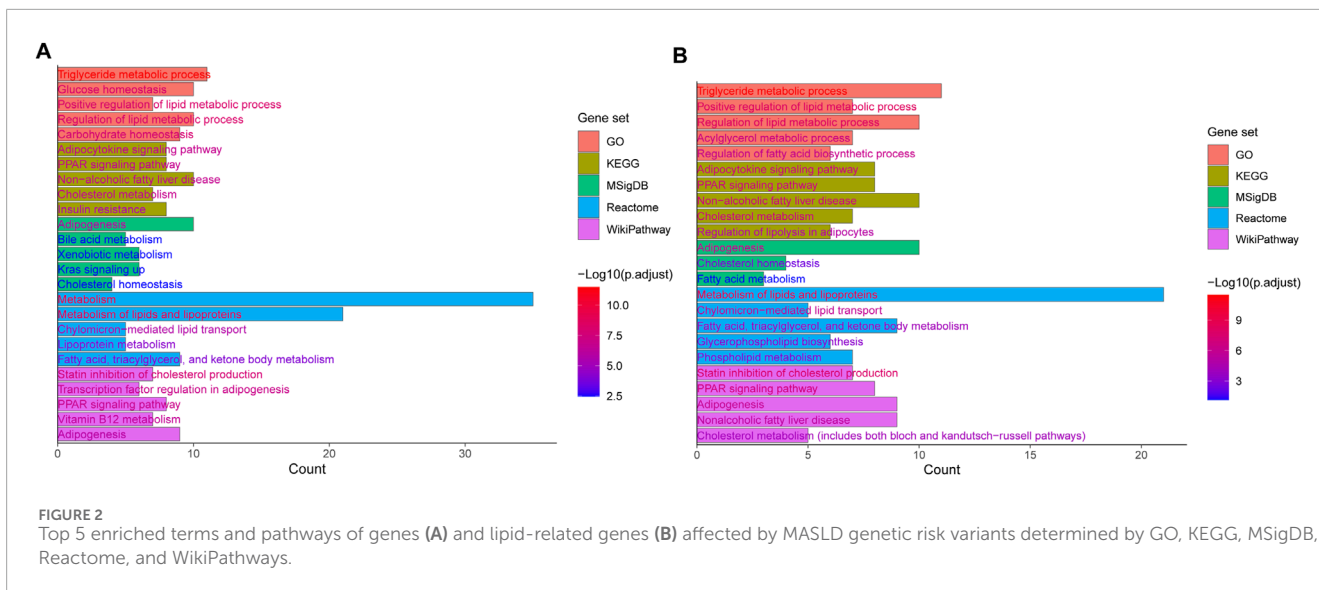 A
Triglyceride metabolic process
Glucose homeostasis
Positive regulation of lipid metabolic process
Regulation of lipid metabolic process
Carbohydrate homeostasis
Adipocytokine signaling pathway
PPAR signaling pathway
Non-alcoholic fatty liver disease
Cholesterol metabolism
Insulin resistance
Adipogenesis
Bile acid metabolism
Xenobiotic metabolism
Kras signaling up
Cholesterol homeostasis
Metabolism
Metabolism of lipids and lipoproteins
Chylomicron-mediated lipid transport
Lipoprotein metabolism
Fatty acid, triacylglycerol, and ketone body metabolism
Statin inhibition of cholesterol production
Transcription factor regulation in adipogenesis
PPAR signaling pathway
Vitamin B12 metabolism
Adipogenesis
0 10 20 30
Count
Gene set
GO
KEGG
MSigDB
Reactome
WikiPathway
−Log10(p.adjust)
10.0
7.5
5.0
2.5
B
Triglyceride metabolic process
Positive regulation of lipid metabolic process
Regulation of lipid metabolic process
Acylglycerol metabolic process
Regulation of fatty acid biosynthetic process
Adipocytokine signaling pathway
PPAR signaling pathway
Non-alcoholic fatty liver disease
Cholesterol metabolism
Regulation of lipolysis in adipocytes
Adipogenesis
Cholesterol homeostasis
Fatty acid metabolism
Metabolism of lipids and lipoproteins
Chylomicron-mediated lipid transport
Fatty acid, triacylglycerol, and ketone body metabolism
Glycerophospholipid biosynthesis
Phospholipid metabolism
Statin inhibition of cholesterol production
PPAR signaling pathway
Adipogenesis
Nonalcoholic fatty liver disease
Cholesterol metabolism (includes both bloch and kandutsch-russell pathways)
0 5 10 15 20
Count
Gene set
GO
KEGG
MSigDB
Reactome
WikiPathway
−Log10(p.adjust)
9
6
3
FIGURE 2
Top 5 enriched terms and pathways of genes (A) and lipid-related genes (B) affected by MASLD genetic risk variants determined by GO, KEGG, MSigDB,
Reactome, and WikiPathways.